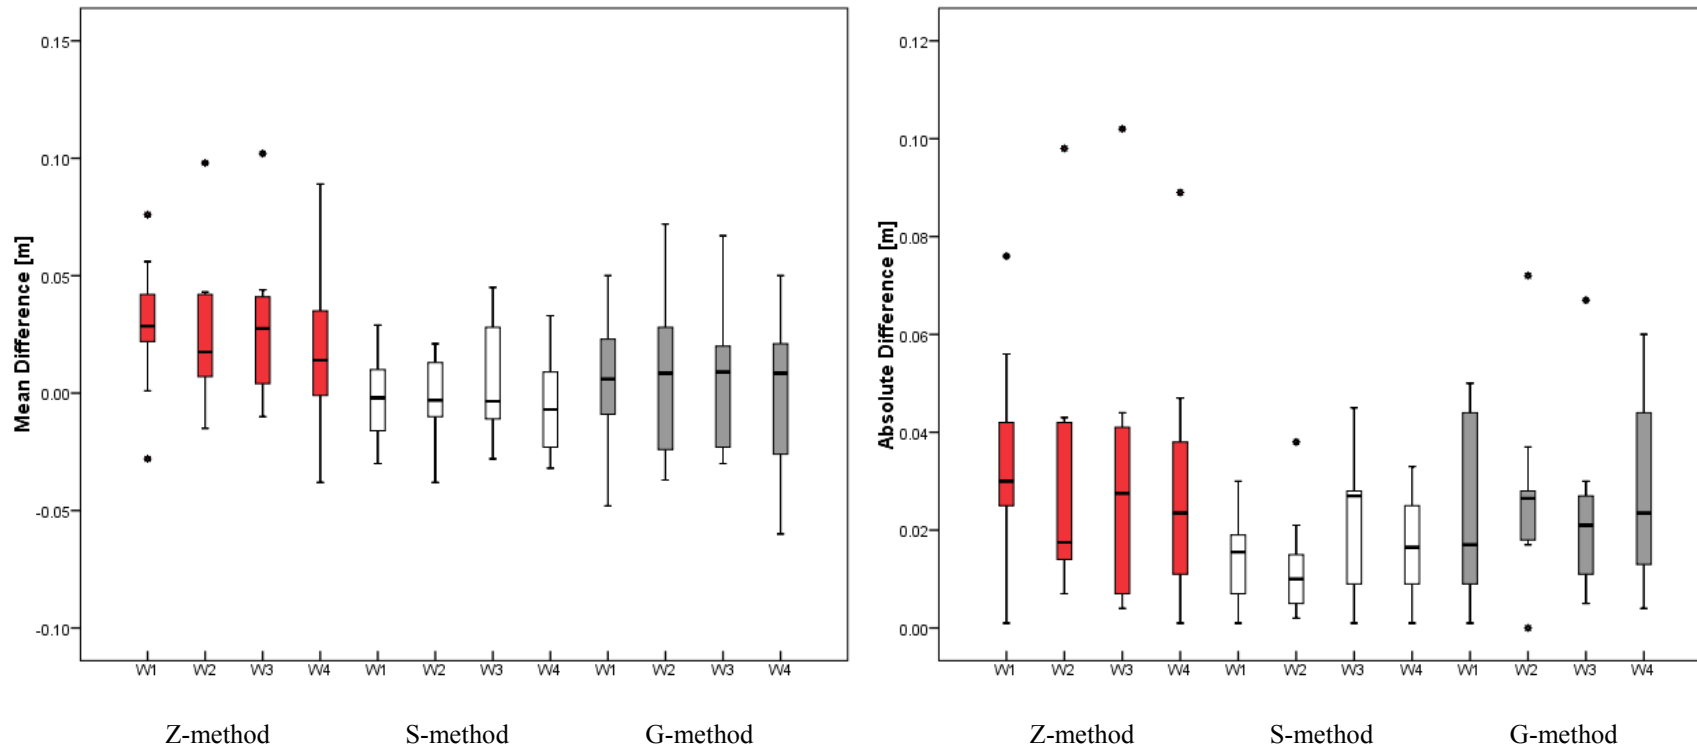 0.15
0.10
0.05
0.00
-0.05
-0.10
Mean Difference [m]
W1 W2 W3 W4 W1 W2 W3 W4 W1 W2 W3 W4
Z-method S-method G-method
0.12
0.10
0.08
0.06
0.04
0.02
0.00
Absolute Difference [m]
W1 W2 W3 W4 W1 W2 W3 W4 W1 W2 W3 W4
Z-method S-method G-method